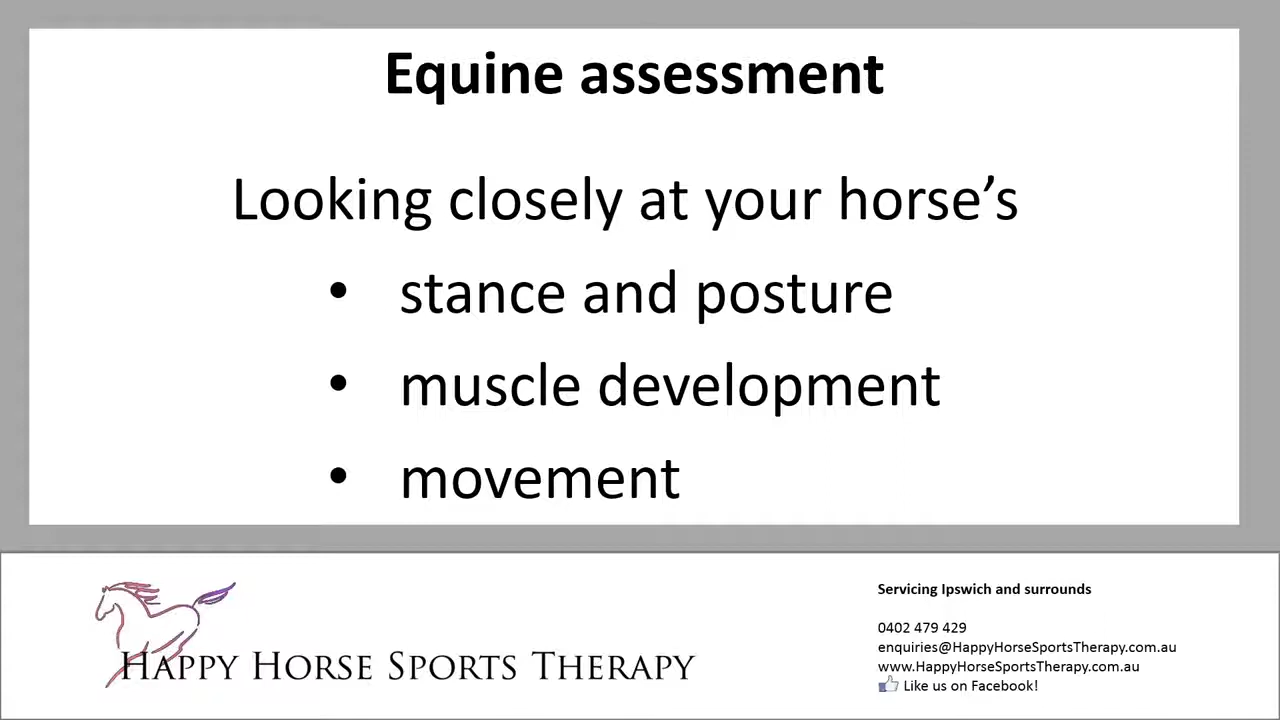 Equine assessment
Looking closely at your horse’s
• stance and posture
• muscle development
• movement
HAPPY HORSE SPORTS THERAPY
Servicing Ipswich and surrounds
0402 479 429
enquiries@HappyHorseSportsTherapy.com.au
www.HappyHorseSportsTherapy.com.au
Like us on Facebook!